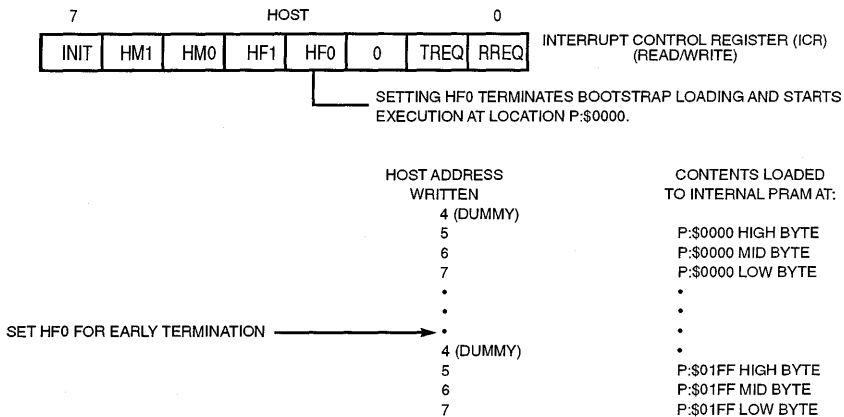 7 HOST 0
INIT HM1 HM0 HF1 HF0 0 TREQ RREQ
INTERRUPT CONTROL REGISTER (ICR)
(READ/WRITE)
SETTING HF0 TERMINATES BOOTSTRAP LOADING AND STARTS
EXECUTION AT LOCATION P:$0000.
HOST ADDRESS CONTENTS LOADED
WRITTEN TO INTERNAL PRAM AT:
4 (DUMMY)
5 P:$0000 HIGH BYTE
6 P:$0000 MID BYTE
7 P:$0000 LOW BYTE
• •
• •
SET HF0 FOR EARLY TERMINATION • •
4 (DUMMY) •
5 P:$01FF HIGH BYTE
6 P:$01FF MID BYTE
7 P:$01FF LOW BYTE